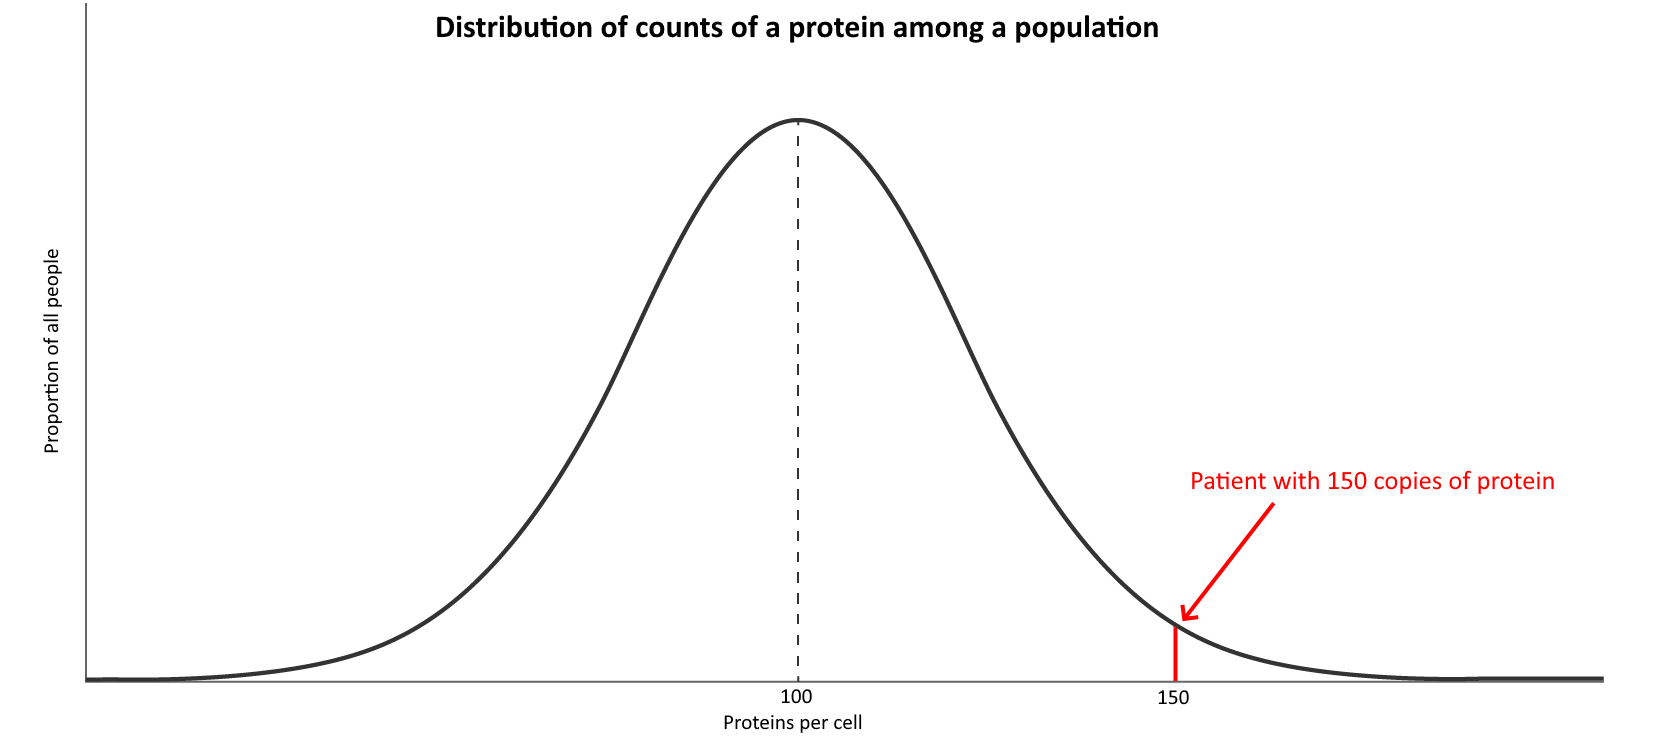 Distribution of counts of a protein among a population
Proportion of all people
Patient with 150 copies of protein
100
150
Proteins per cell